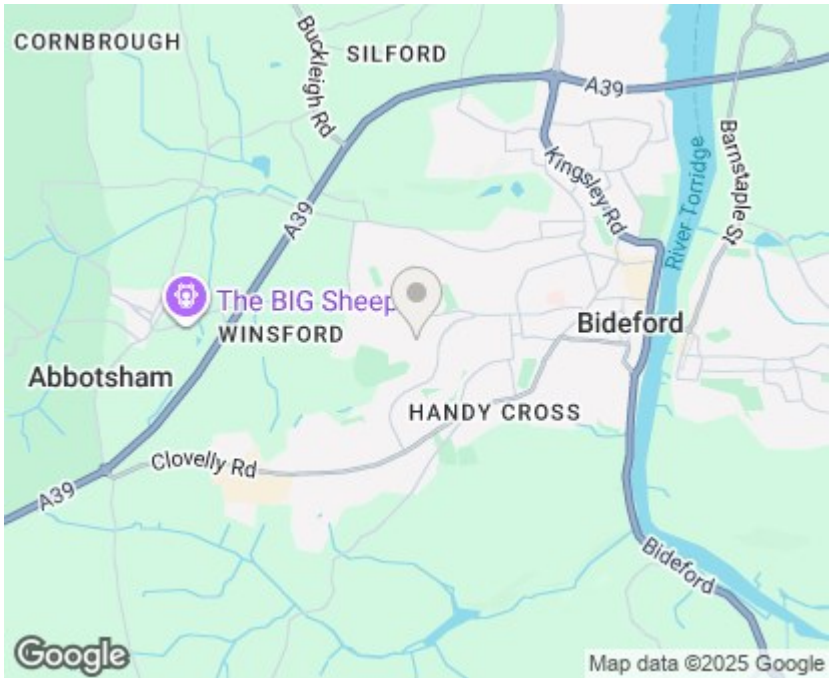 CORNBROUGH
Buckleigh Rd
SILFORD
A39
Kingsley Rd
River Torridge
Barnstaple St
A39
The BIG Sheep
WINSFORD
Bideford
Abbotsham
HANDY CROSS
Clovelly Rd
A39
Bideford
Google
Map data ©2025 Google